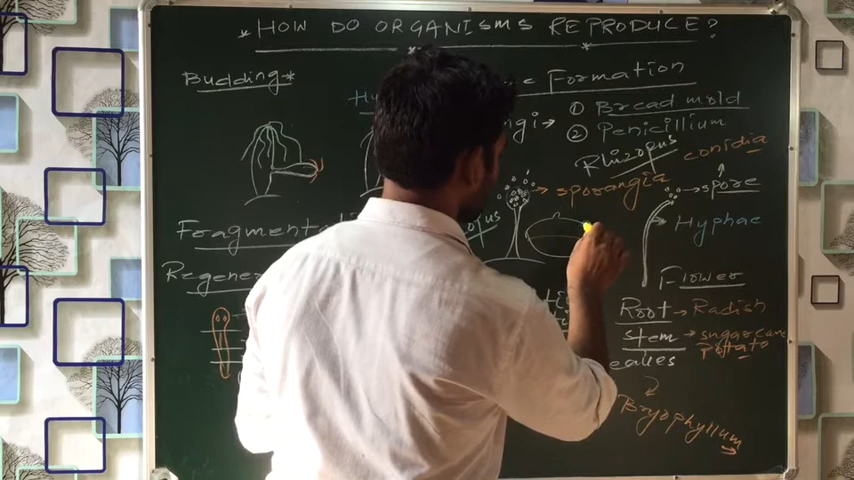 *HOW DO ORGANISMS REPRODUCE?
Budding*
Formation
① Bread mold
② Penicillium
Rhizopus
conidia
sporangia
spore
Hyphae
Flower
Root → Radish
stem → sugarcane
Pottato
Bryophyllum